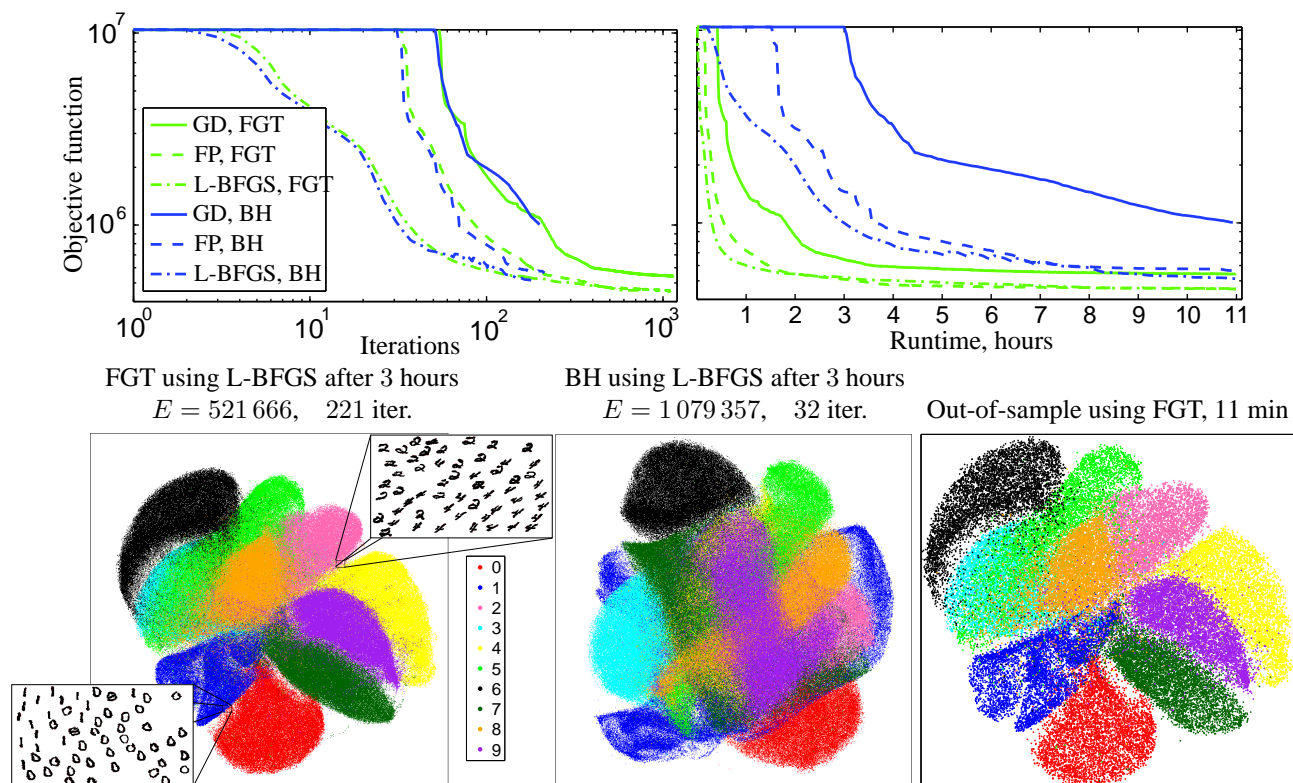 10^7
10^6
Objective function
GD, FGT
FP, FGT
L-BFGS, FGT
GD, BH
FP, BH
L-BFGS, BH
10^0 10^1 10^2 10^3
Iterations
1 2 3 4 5 6 7 8 9 10 11
Runtime, hours
FGT using L-BFGS after 3 hours
E = 521 666, 221 iter.
BH using L-BFGS after 3 hours
E = 1 079 357, 32 iter.
Out-of-sample using FGT, 11 min
0
1
2
3
4
5
6
7
8
9